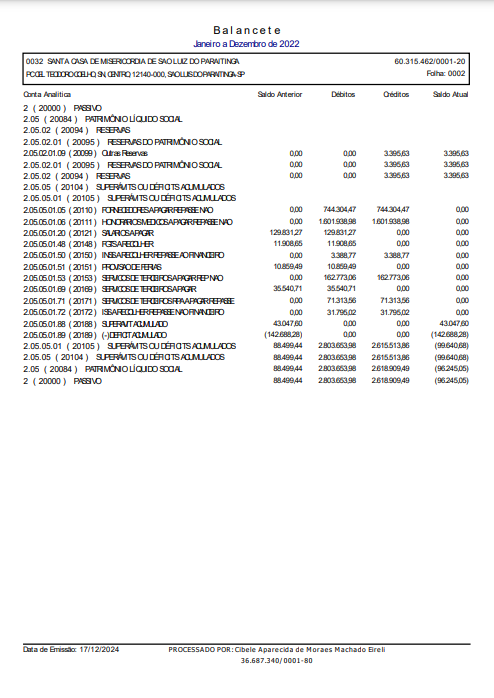 Balancete
Janeiro a Dezembro de 2022
0032 SANTA CASA DE MISERICORDIA DE SAO LUIZ DO PARAITINGA 60.315.462/0001-20
PC CEL TEODORO COELHO, SN, CENTRO, 12140-000, SAO LUIS DO PARAITINGA-SP Folha: 0002
Conta Analítica Saldo Anterior Débitos Créditos Saldo Atual
2 ( 20000 ) PASSIVO
2.05 ( 20084 ) PATRIMÔNIO LÍQUIDO SOCIAL
2.05.02 ( 20094 ) RESERVAS
2.05.02.01 ( 20095 ) RESERVAS DO PATRIMÔNIO SOCIAL
2.05.02.01.09 ( 20099 ) Outras Reservas 0,00 0,00 3.395,63 3.395,63
2.05.02.01 ( 20095 ) RESERVAS DO PATRIMÔNIO SOCIAL 0,00 0,00 3.395,63 3.395,63
2.05.02 ( 20094 ) RESERVAS 0,00 0,00 3.395,63 3.395,63
2.05.05 ( 20104 ) SUPERÁVITS OU DÉFICITS ACUMULADOS
2.05.05.01 ( 20105 ) SUPERÁVITS OU DÉFICITS ACUMULADOS
2.05.05.01.05 ( 20110 ) FORNECEDORES A PAGAR REPASSE NAO 0,00 744.304,47 744.304,47 0,00
2.05.05.01.06 ( 20111 ) HONORARIOS MEDICOS A PAGAR REPASSE NAO 0,00 1.601.938,98 1.601.938,98 0,00
2.05.05.01.20 ( 20121 ) SALARIOS A PAGAR 129.831,27 129.831,27 0,00 0,00
2.05.05.01.48 ( 20148 ) FGTS A RECOLHER 11.908,65 11.908,65 0,00 0,00
2.05.05.01.50 ( 20150 ) INSS A RECOLHER REPASSE AO FINANCEIRO 0,00 3.388,77 3.388,77 0,00
2.05.05.01.51 ( 20151 ) PROVISAO DE FERIAS 10.859,49 10.859,49 0,00 0,00
2.05.05.01.53 ( 20153 ) SERVICOS DE TERCEIROS A PAGAR REP NAO 0,00 162.773,06 162.773,06 0,00
2.05.05.01.69 ( 20169 ) SERVICOS DE TERCEIROS A PAGAR 35.540,71 35.540,71 0,00 0,00
2.05.05.01.71 ( 20171 ) SERVICOS DE TERCEIROS RPA A PAGAR REPASSE 0,00 71.313,56 71.313,56 0,00
2.05.05.01.72 ( 20172 ) ISS A RECOLHER REPASSE NAO FINANCEIRO 0,00 31.795,02 31.795,02 0,00
2.05.05.01.88 ( 20188 ) SUPERAVIT ACUMULADO 43.047,60 0,00 0,00 43.047,60
2.05.05.01.89 ( 20189 ) (-) DEFICIT ACUMULADO (142.688,28) 0,00 0,00 (142.688,28)
2.05.05.01 ( 20105 ) SUPERÁVITS OU DÉFICITS ACUMULADOS 88.499,44 2.803.653,98 2.615.513,86 (99.640,68)
2.05.05 ( 20104 ) SUPERÁVITS OU DÉFICITS ACUMULADOS 88.499,44 2.803.653,98 2.615.513,86 (99.640,68)
2.05 ( 20084 ) PATRIMÔNIO LÍQUIDO SOCIAL 88.499,44 2.803.653,98 2.618.909,49 (96.245,05)
2 ( 20000 ) PASSIVO 88.499,44 2.803.653,98 2.618.909,49 (96.245,05)
Data de Emissão: 17/12/2024 PROCESSADO POR: Cibele Aparecida de Moraes Machado Eireli
36.687.340/0001-80